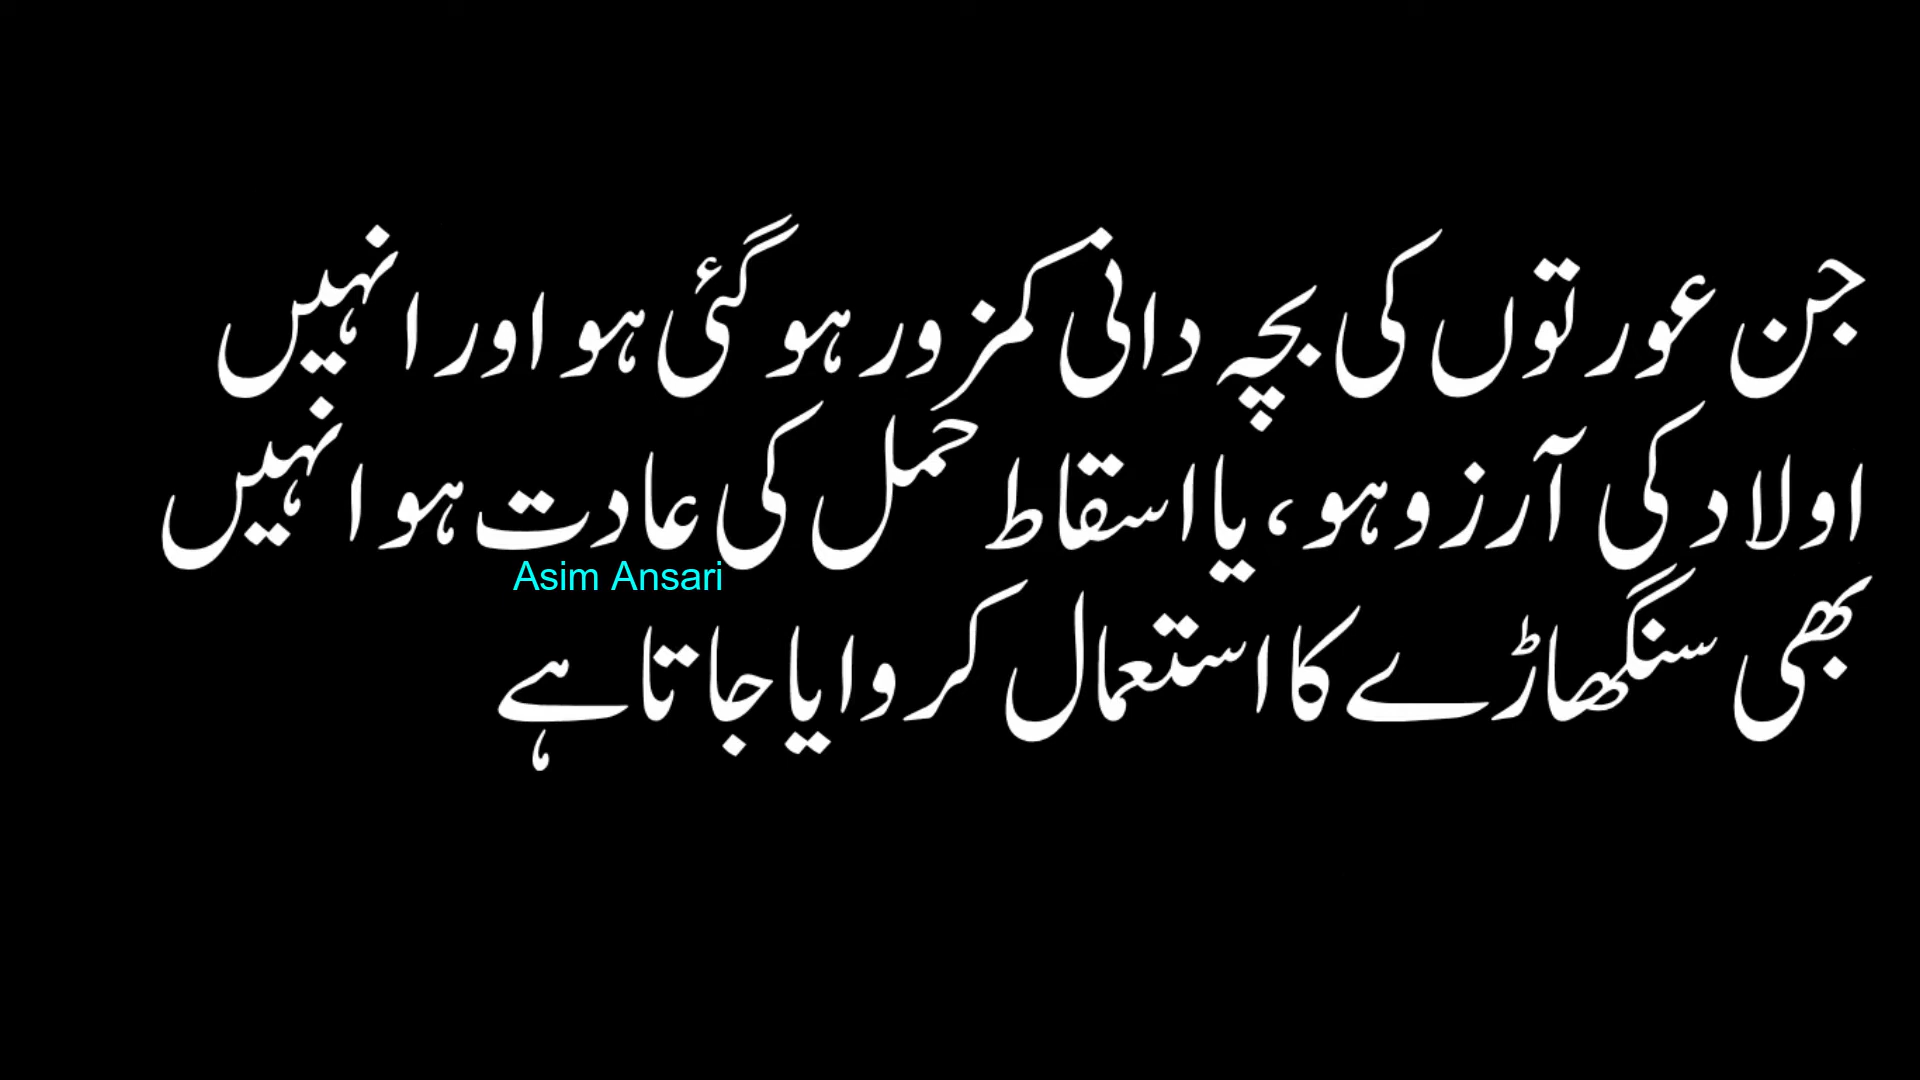 جن عورتوں کی بچہ دانی کمزور ہو گئی ہو اور انہیں
اولاد کی آرزو ہو، یا اسقاط حمل کی عادت ہو انہیں
Asim Ansari
بھی سنگھاڑے کا استعمال کروایا جاتا ہے